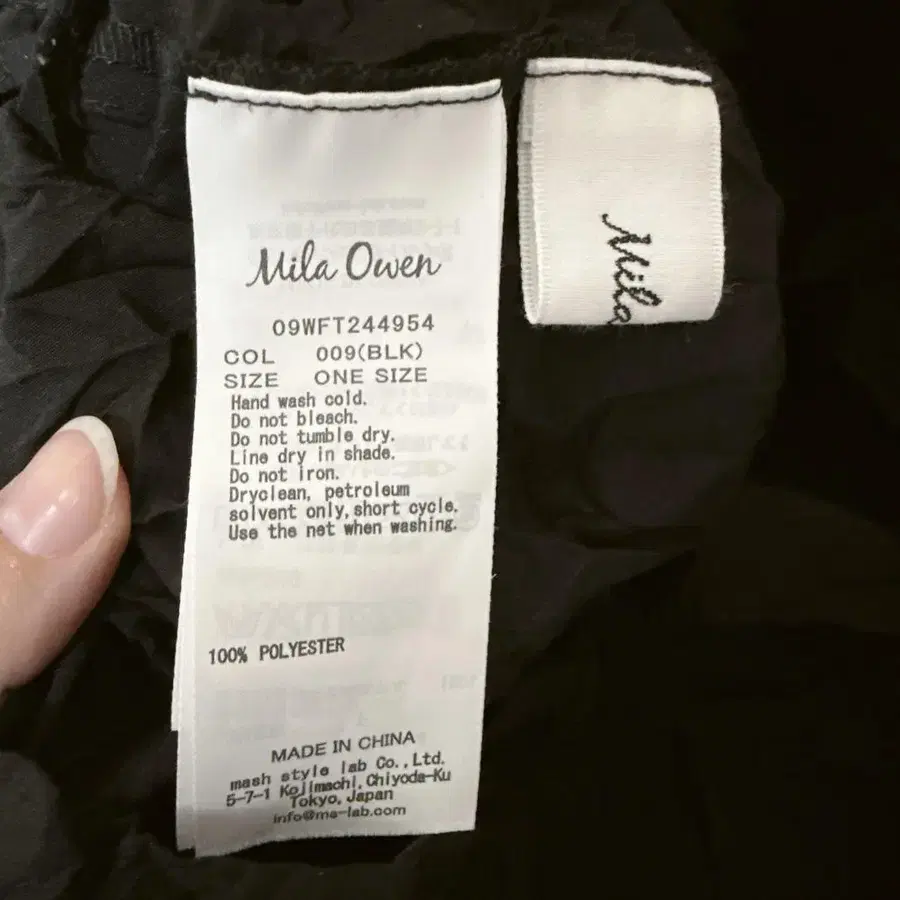 Mila Owen
09WFT244954
COL 009(BLK)
SIZE ONE SIZE
Hand wash cold.
Do not bleach.
Do not tumble dry.
Line dry in shade.
Do not iron.
Dryclean, petroleum
solvent only,short cycle.
Use the net when washing.
100% POLYESTER
MADE IN CHINA
mash style lab Co.,Ltd.
5-7-1 Kojimachi,Chiyoda-Ku
Tokyo,Japan
info@ms-lab.com
Mila